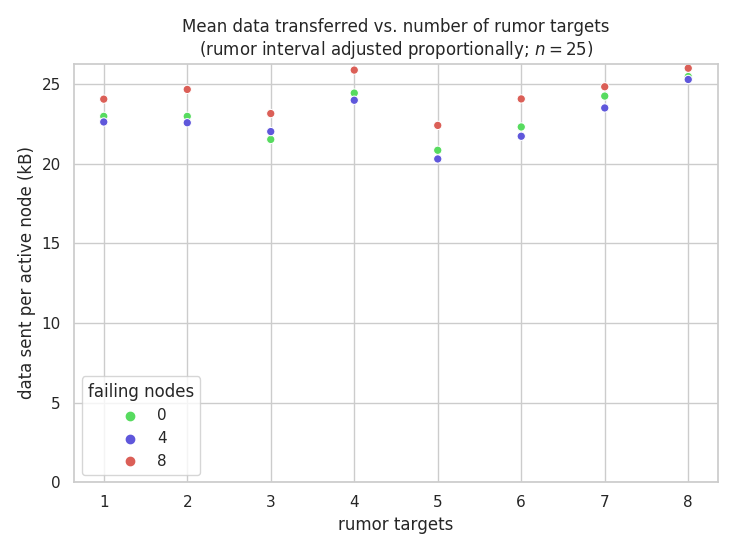 Mean data transferred vs. number of rumor targets
(rumor interval adjusted proportionally; n = 25)
data sent per active node (kB)
25
20
15
10
5
0
failing nodes
0
4
8
1 2 3 4 5 6 7 8
rumor targets